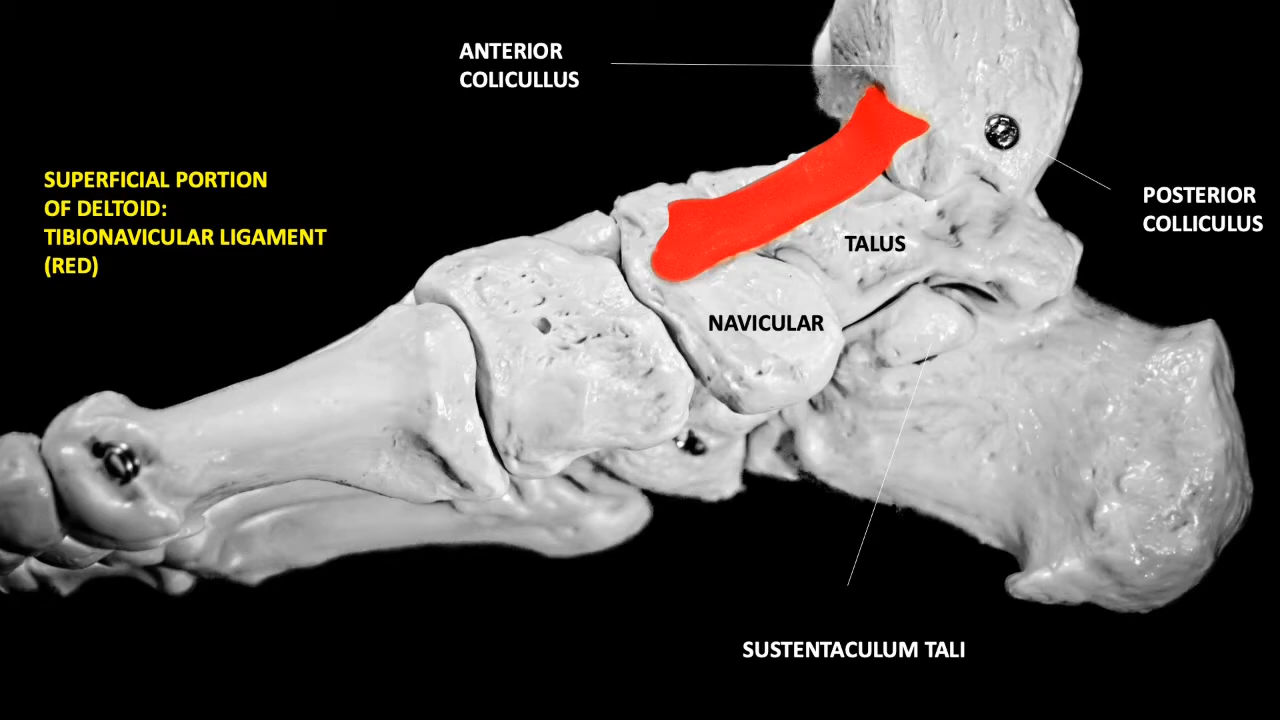 ANTERIOR
COLICULLUS
SUPERFICIAL PORTION
OF DELTOID:
TIBIONAVICULAR LIGAMENT
(RED)
POSTERIOR
COLLICULUS
TALUS
NAVICULAR
SUSTENTACULUM TALI